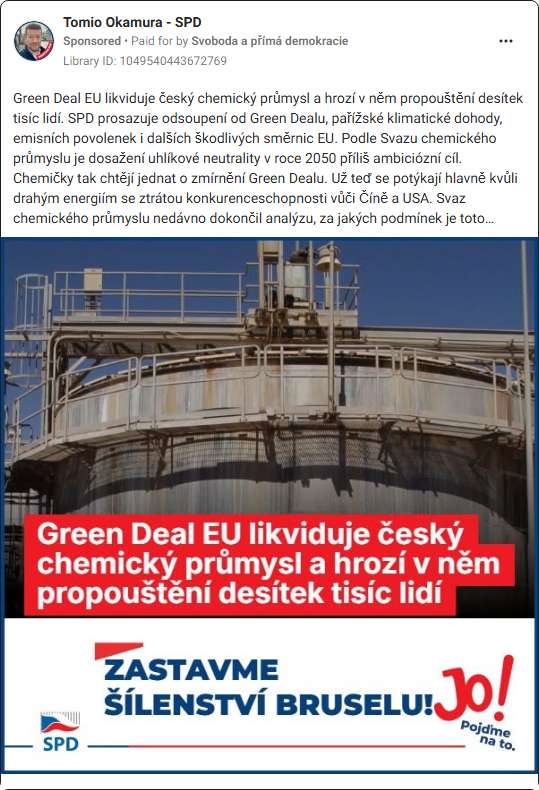 Tomio Okamura - SPD
Sponsored • Paid for by Svoboda a přímá demokracie
Library ID: 1049540443672769
Green Deal EU likviduje český chemický průmysl a hrozí v něm propouštění desítek
tisíc lidí. SPD prosazuje odsoupení od Green Dealu, pařížské klimatické dohody,
emisních povolenek i dalších škodlivých směrnic EU. Podle Svazu chemického
průmyslu je dosažení uhlíkové neutrality v roce 2050 příliš ambiciózní cíl.
Chemičky tak chtějí jednat o zmírnění Green Dealu. Už teď se potýkají hlavně kvůli
drahým energiím se ztrátou konkurenceschopnosti vůči Číně a USA. Svaz
chemického průmyslu nedávno dokončil analýzu, za jakých podmínek je toto...
Green Deal EU likviduje český
chemický průmysl a hrozí v něm
propouštění desítek tisíc lidí
ZASTAVME
ŠÍLENSTVÍ BRUSELU!
Jo!
Pojďme
na to.
SPD